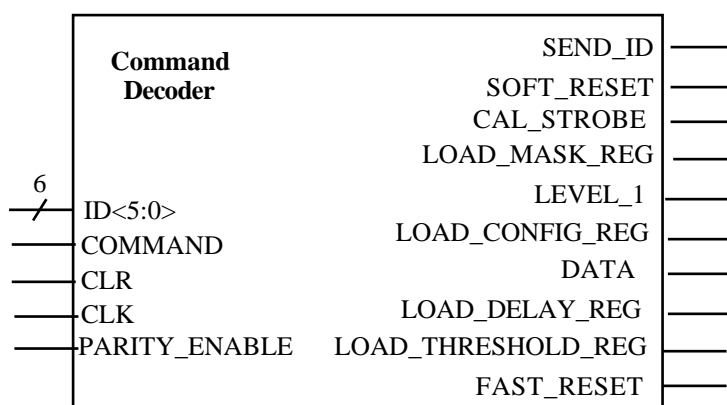 Command
Decoder
6
ID<5:0>
COMMAND
CLR
CLK
PARITY_ENABLE
SEND_ID
SOFT_RESET
CAL_STROBE
LOAD_MASK_REG
LEVEL_1
LOAD_CONFIG_REG
DATA
LOAD_DELAY_REG
LOAD_THRESHOLD_REG
FAST_RESET